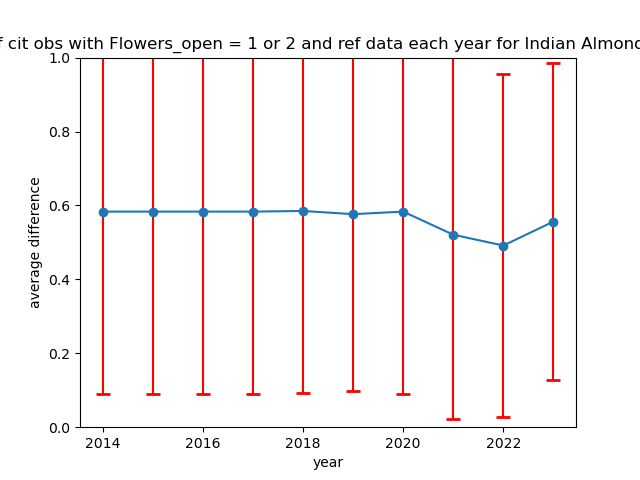 f cit obs with Flowers_open = 1 or 2 and ref data each year for Indian Almond
1.0
0.8
0.6
0.4
0.2
0.0
average difference
2014 2016 2018 2020 2022
year